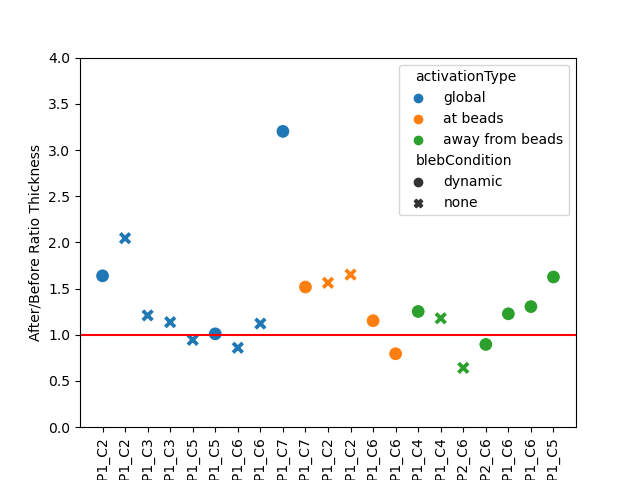 After/Before Ratio Thickness
4.0
3.5
3.0
2.5
2.0
1.5
1.0
0.5
0.0
activationType
global
at beads
away from beads
blebCondition
dynamic
none
P1_C2
P1_C2
P1_C3
P1_C3
P1_C5
P1_C5
P1_C6
P1_C6
P1_C7
P1_C7
P1_C2
P1_C2
P1_C6
P1_C6
P1_C4
P1_C4
P2_C6
P2_C6
P1_C6
P1_C6
P1_C5